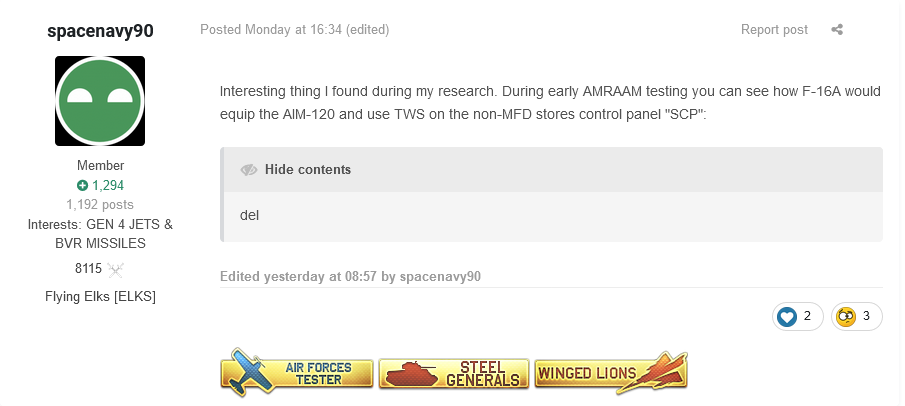 spacenavy90
Posted Monday at 16:34 (edited)
Report post
Interesting thing I found during my research. During early AMRAAM testing you can see how F-16A would
equip the AIM-120 and use TWS on the non-MFD stores control panel "SCP":
Hide contents
del
Member
1,294
1,192 posts
Interests: GEN 4 JETS &
BVR MISSILES
8115
Flying Elks [ELKS]
Edited yesterday at 08:57 by spacenavy90
2
3
AIR FORCES
TESTER
STEEL
GENERALS
WINGED LIONS